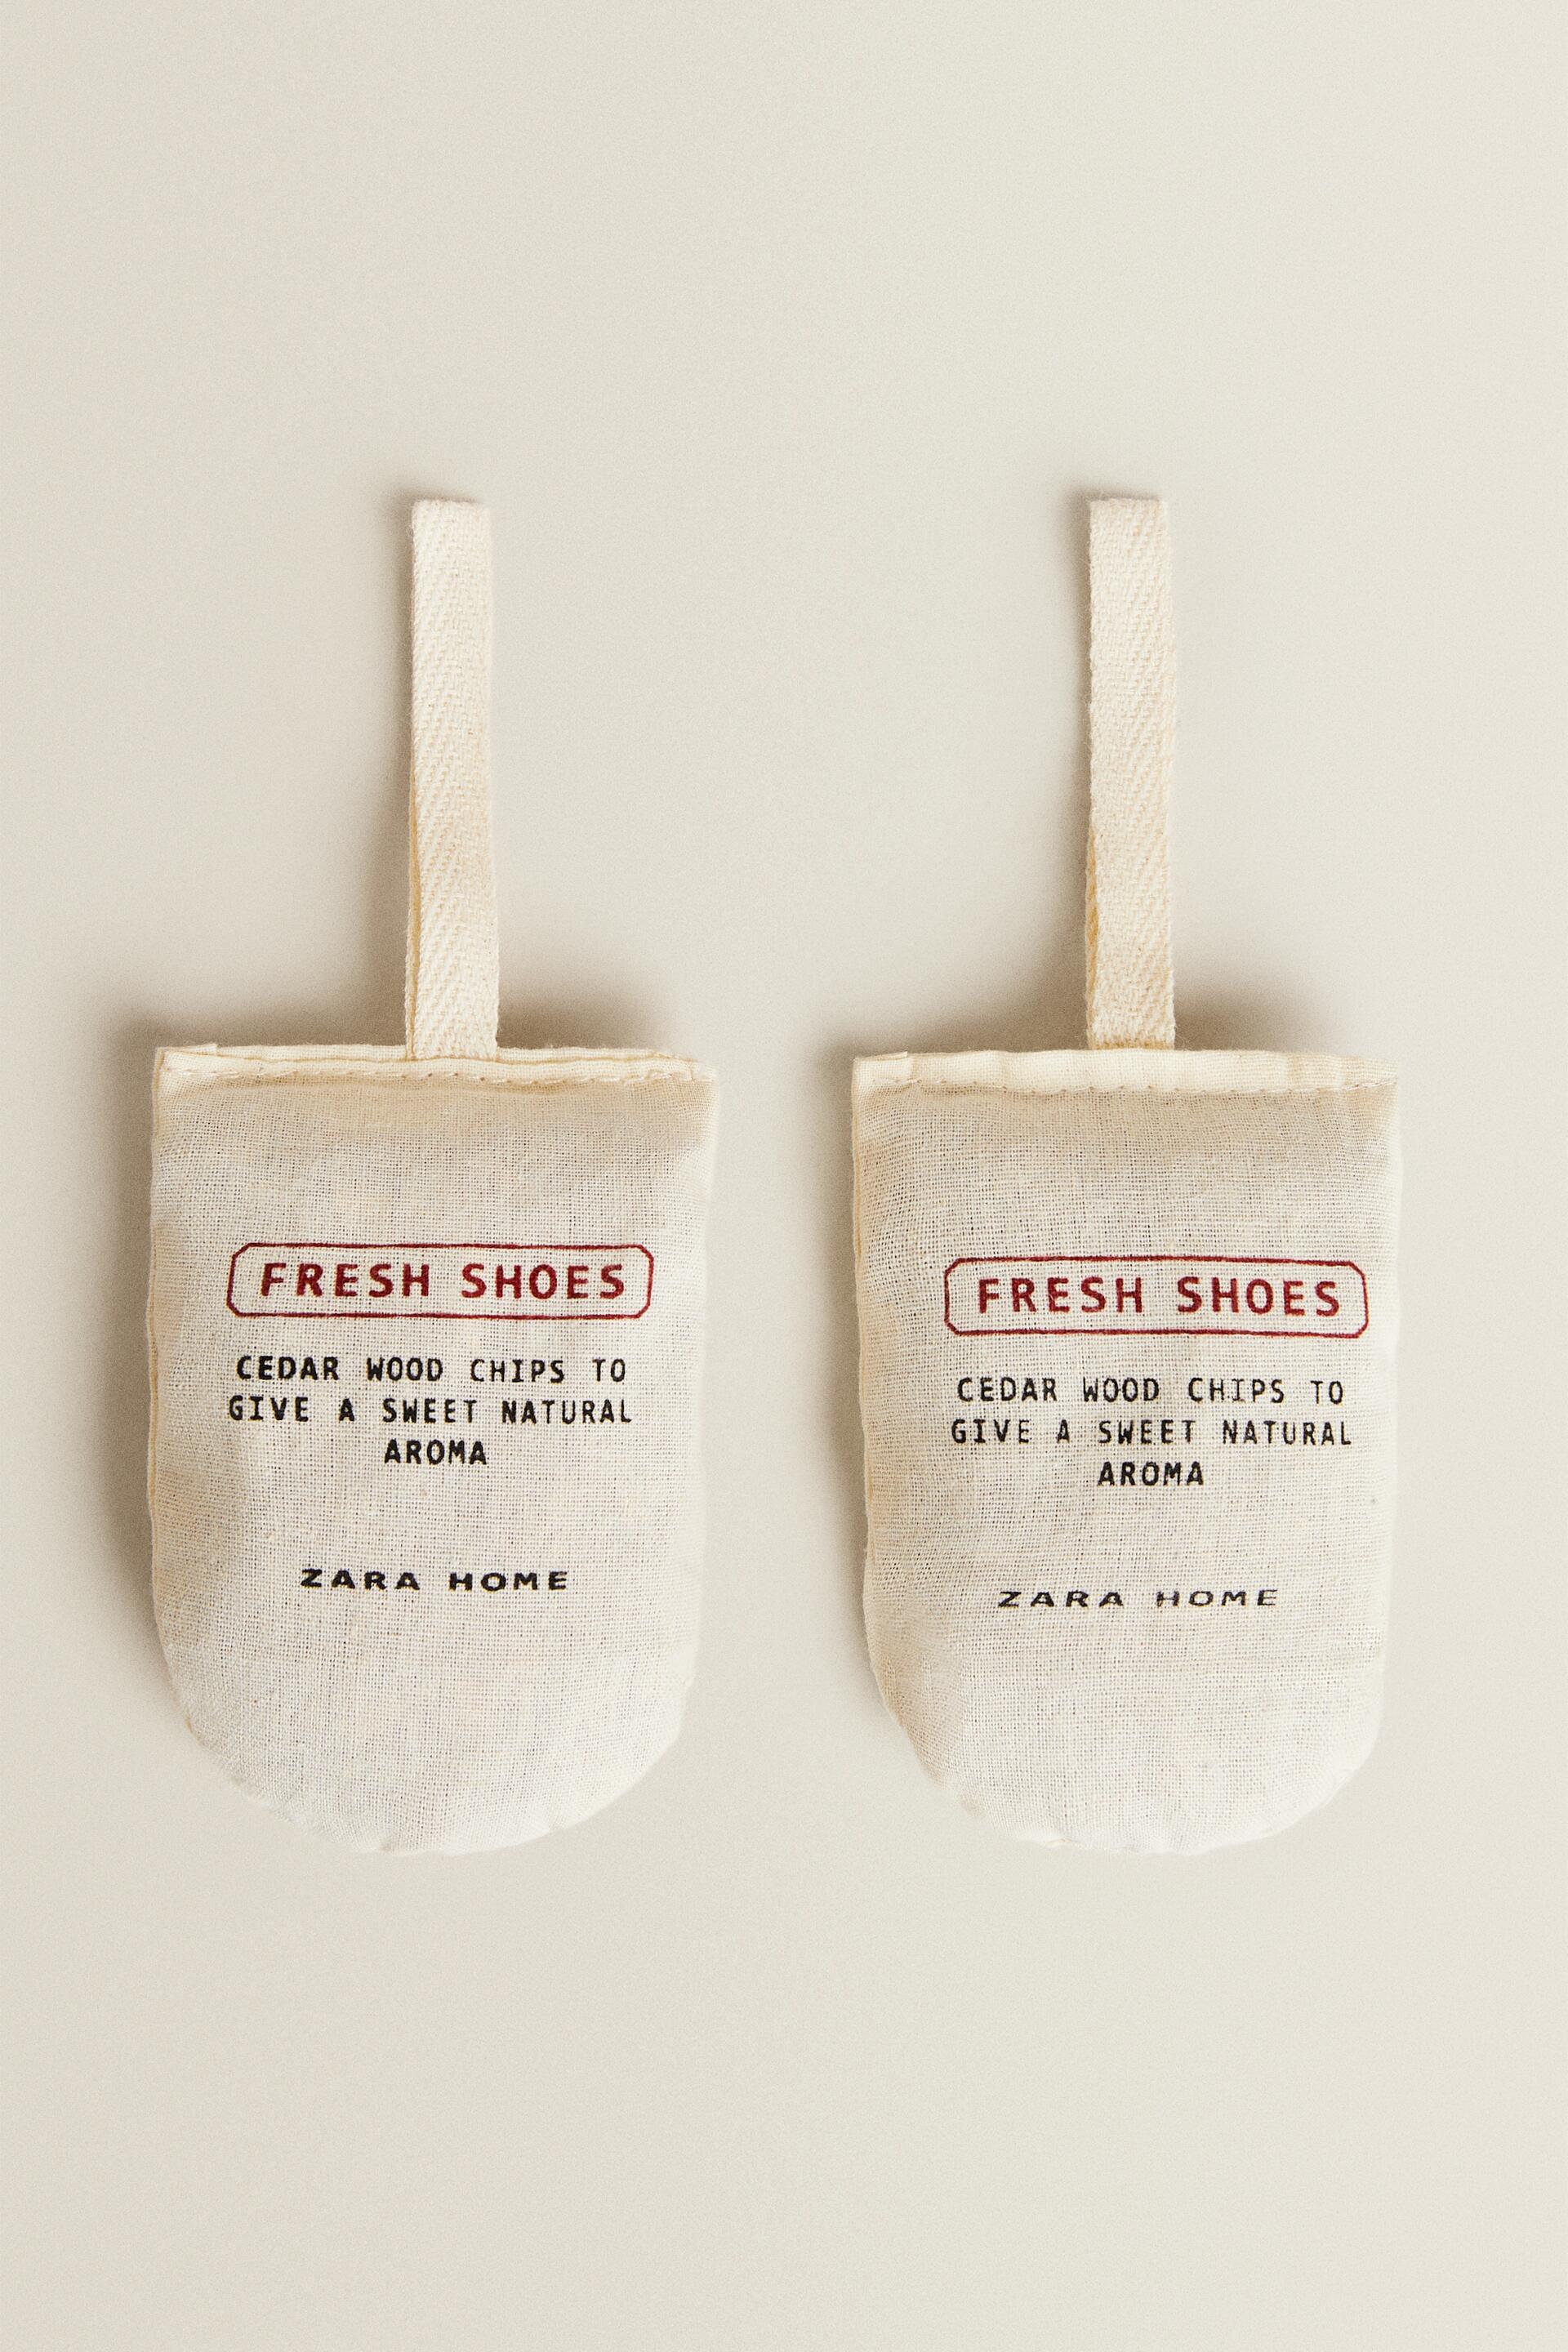 FRESH SHOES
CEDAR WOOD CHIPS TO
GIVE A SWEET NATURAL
AROMA
ZARA HOME
FRESH SHOES
CEDAR WOOD CHIPS TO
GIVE A SWEET NATURAL
AROMA
ZARA HOME